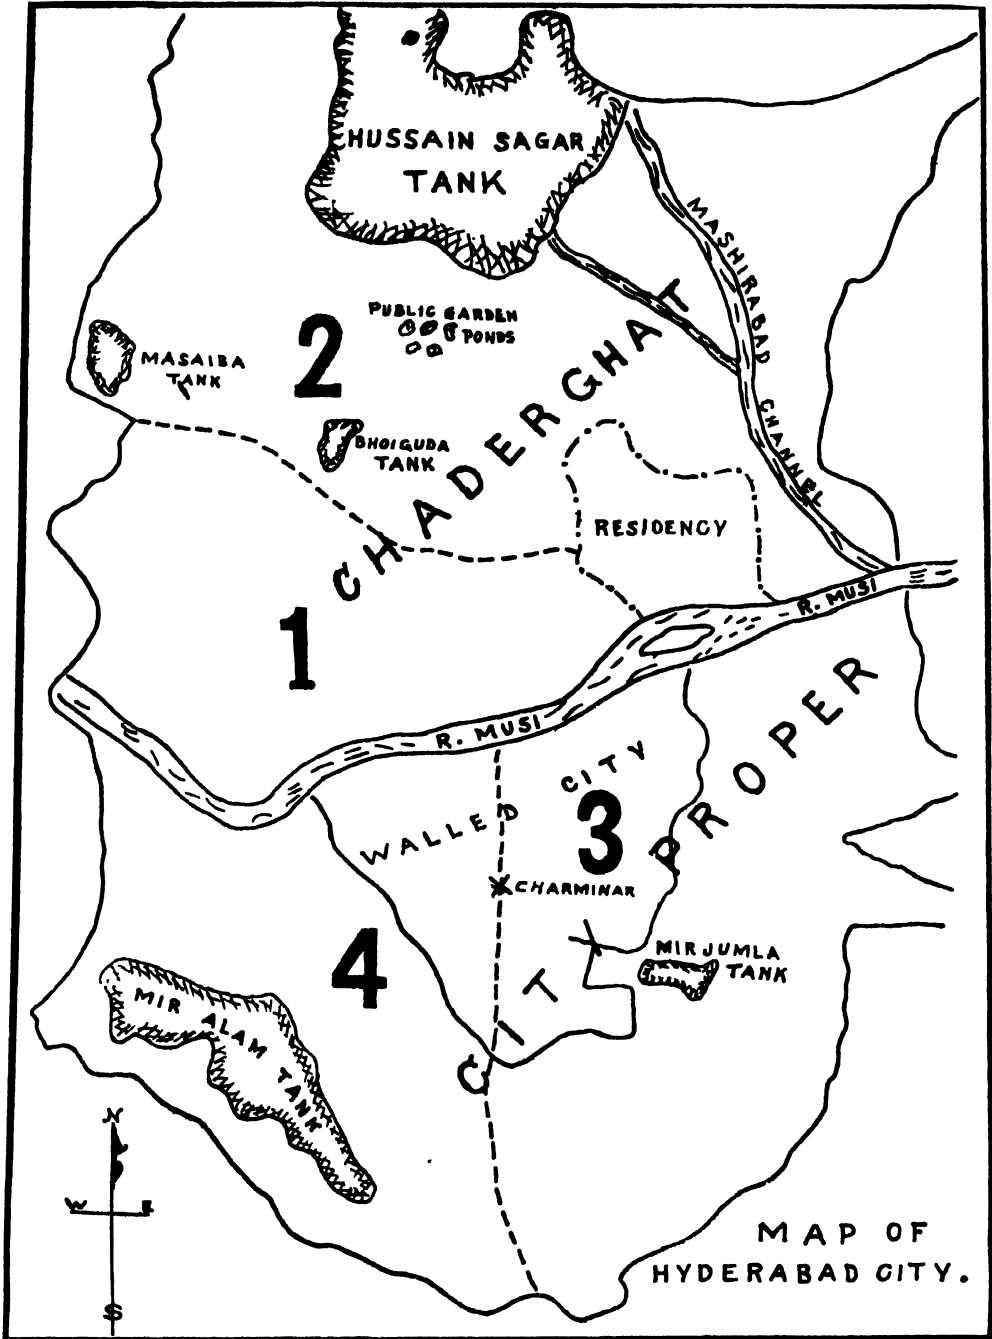 HUSSAIN SAGAR
TANK
MASHIRABAD CHANNEL
PUBLIC GARDEN
PONDS
2
MASAIBA
TANK
BHOIGUDA
TANK
CHADERGHAT
RESIDENCY
1
R. MUSI
R. MUSI
WALLED CITY
3
CITY PROPER
CHARMINAR
4
MIR JUMLA
TANK
MIR ALAM TANK
N
W E
S
MAP OF
HYDERABAD CITY.